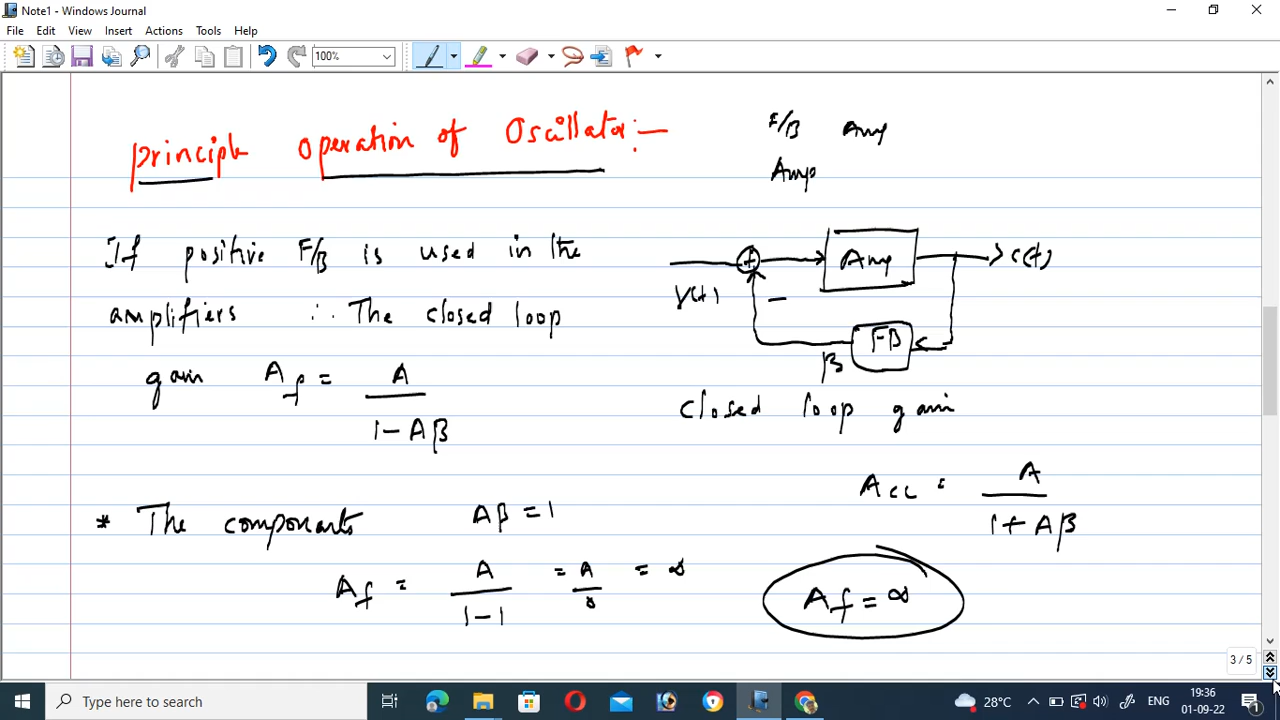 Note1 - Windows Journal
File Edit View Insert Actions Tools Help
100%
principle operation of Oscillator:—
F/B Amp
Amp
If positive F/B is used in the
amplifiers ∴ The closed loop
gain Af = A / 1 - Aβ
+ Amp c(t)
r(t) -
FB
β
closed loop gain
ACL = A / 1 + Aβ
* The components Aβ = 1
Af = A / 1 - 1 = A / 0 = ∞
Af = ∞
3 / 5
Type here to search
28°C
ENG
19:36
01-09-22
1